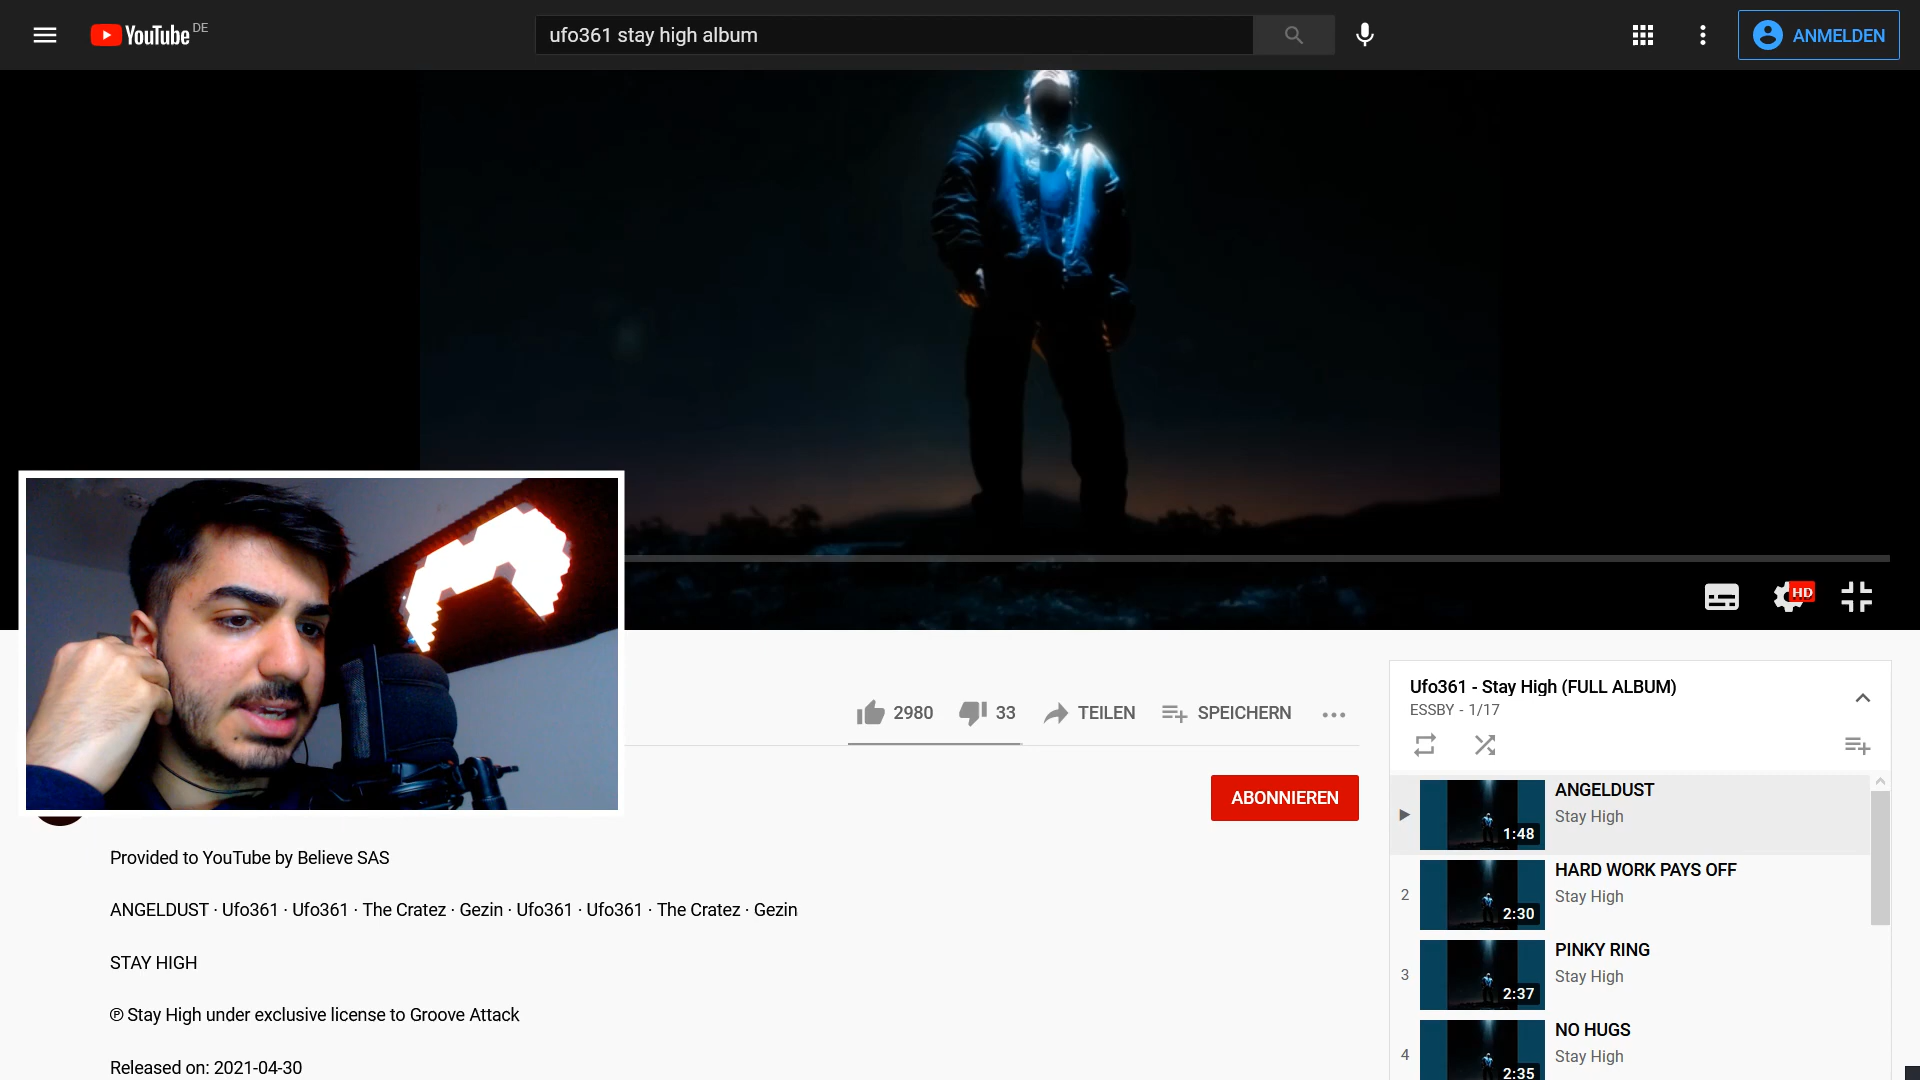 YouTube DE
ufo361 stay high album
ANMELDEN
HD
2980
33
TEILEN
SPEICHERN
ABONNIEREN
Provided to YouTube by Believe SAS
ANGELDUST · Ufo361 · Ufo361 · The Cratez · Gezin · Ufo361 · Ufo361 · The Cratez · Gezin
STAY HIGH
℗ Stay High under exclusive license to Groove Attack
Released on: 2021-04-30
Ufo361 - Stay High (FULL ALBUM)
ESSBY - 1/17
ANGELDUST
Stay High
1:48
2
HARD WORK PAYS OFF
Stay High
2:30
3
PINKY RING
Stay High
2:37
4
NO HUGS
Stay High
2:35